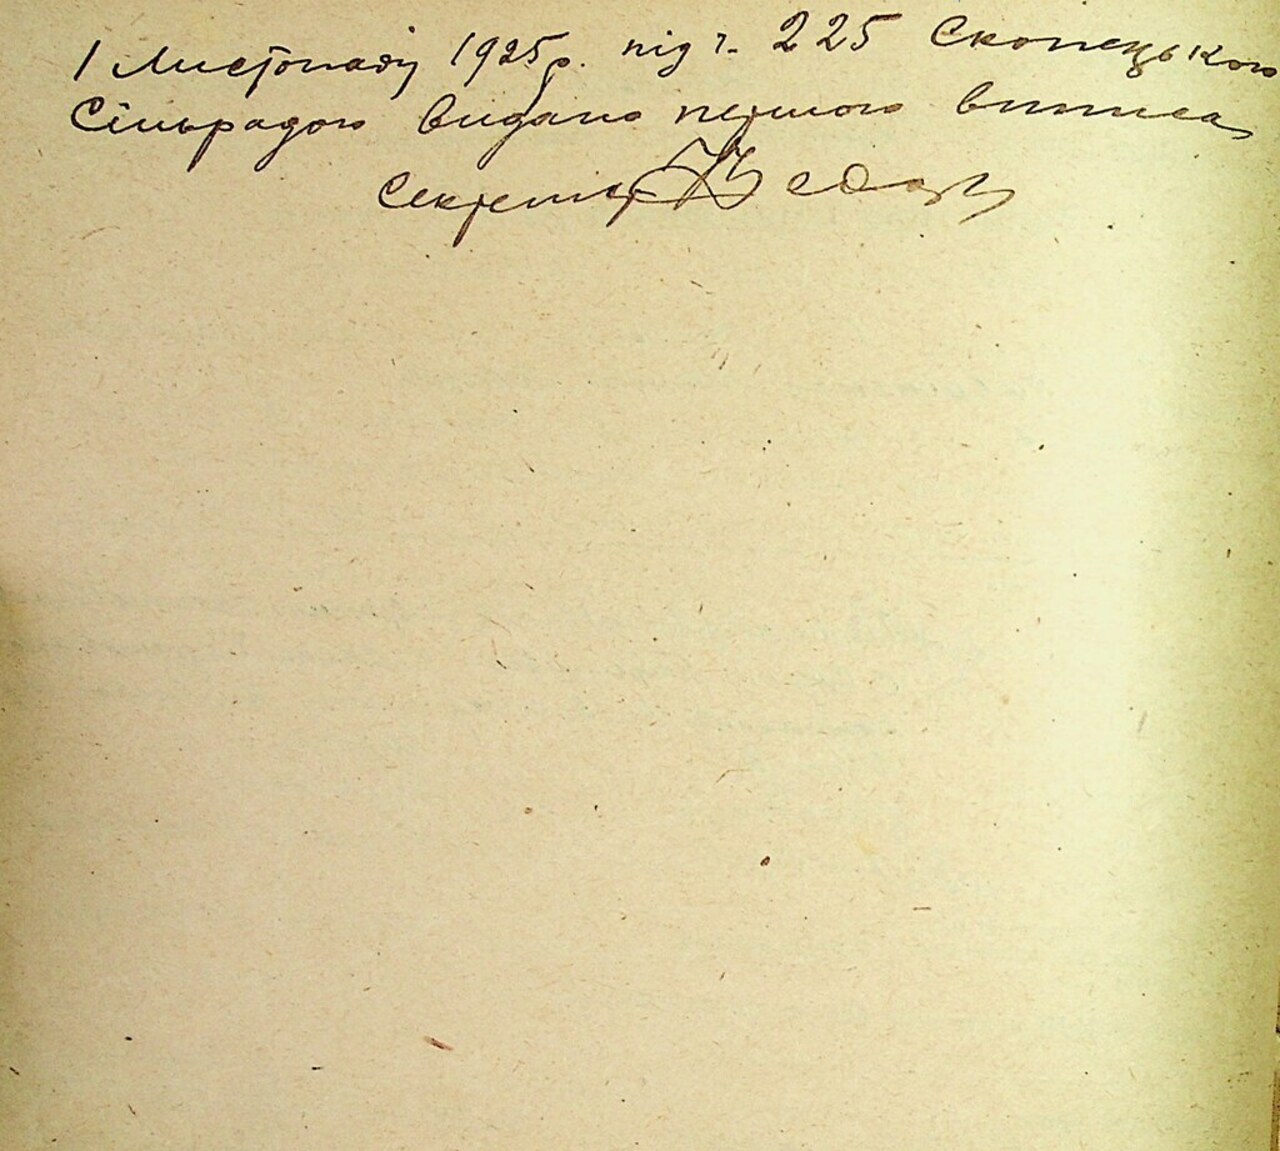 1 Листопаду 1925 р. під ч. 225 Скопецькою
Сільрадою видано першого виписа
Секретар